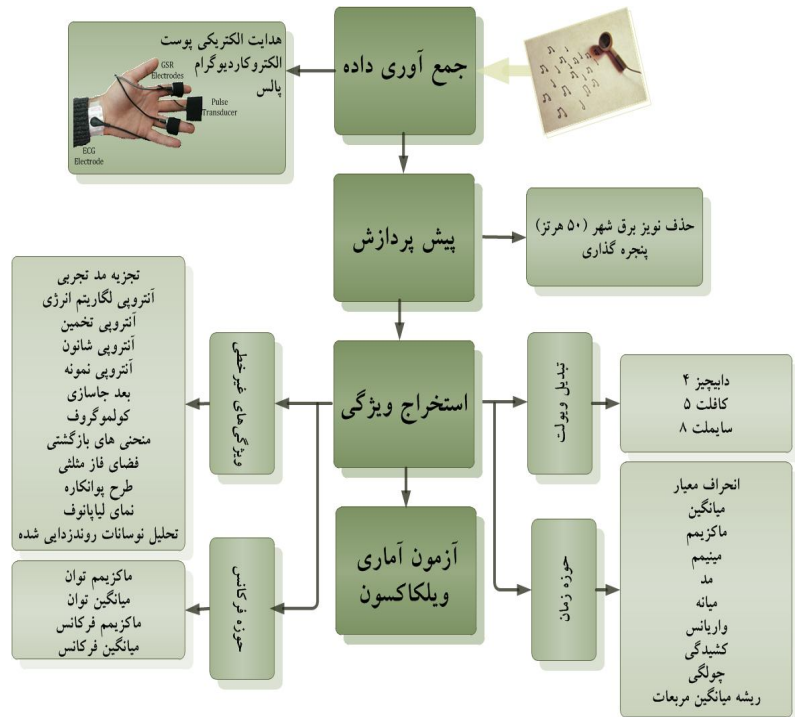 جمع آوری داده
هدایت الکتریکی پوست
الکتروکاردیوگرام
پالس
GSR
Electrodes
Pulse
Transducer
ECG
Electrode
پیش پردازش
حذف نویز برق شهر (۵۰ هرتز)
پنجره گذاری
استخراج ویژگی
تبدیل ویولت
دابیچیز ۴
کافلت ۵
سایملت ۸
حوزه زمان
انحراف معیار
میانگین
ماکزیمم
مینیمم
مد
میانه
واریانس
کشیدگی
چولگی
ریشه میانگین مربعات
ویژگی های غیر خطی
تجزیه مد تجربی
آنتروپی لگاریتم انرژی
آنتروپی تخمین
آنتروپی شانون
آنتروپی نمونه
بعد جاسازی
کولموگروف
منحنی های بازگشتی
فضای فاز مثلثی
طرح پوانکاره
نمای لیاپانوف
تحلیل نوسانات روندزدایی شده
حوزه فرکانس
ماکزیمم توان
میانگین توان
ماکزیمم فرکانس
میانگین فرکانس
آزمون آماری
ویلکاکسون